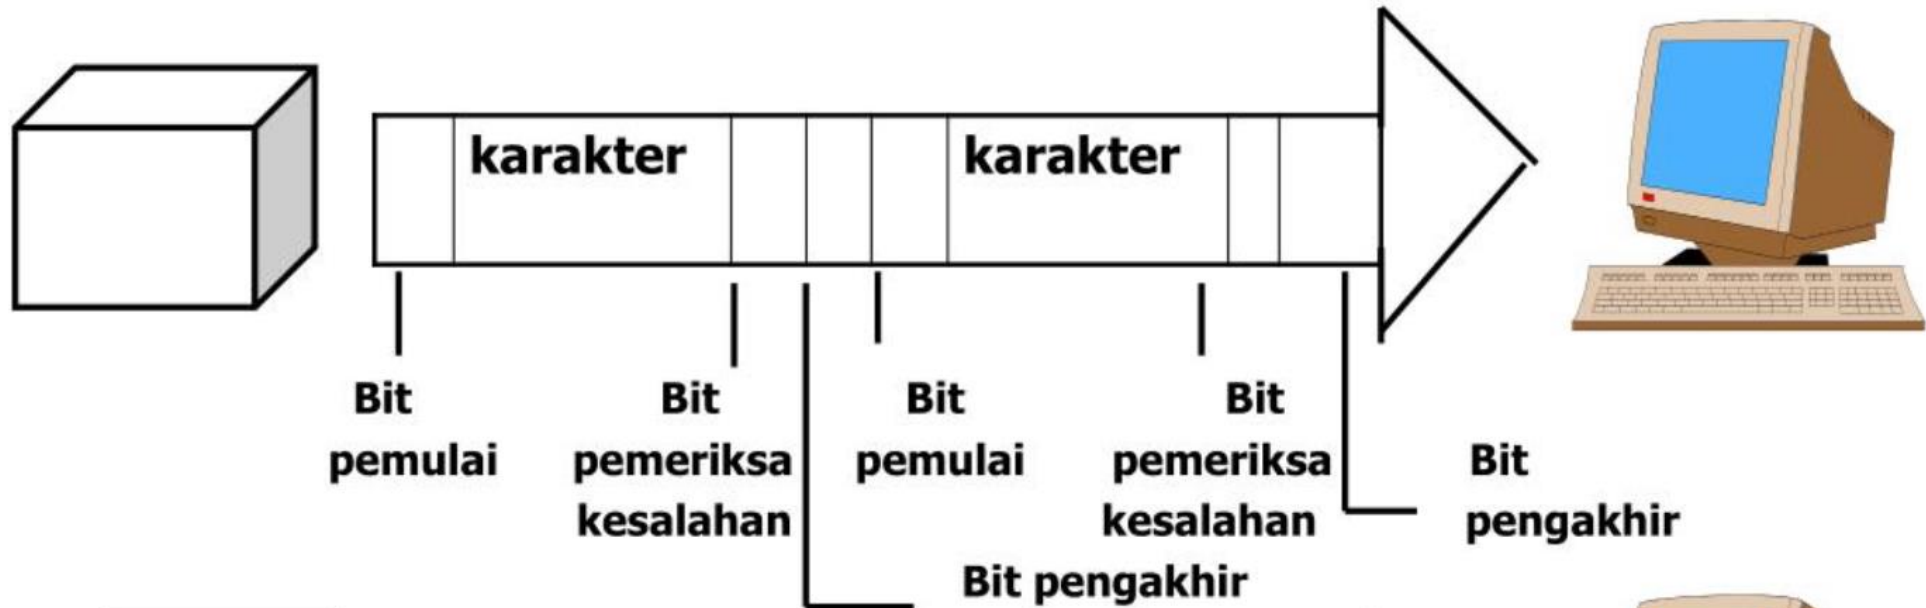 karakter
karakter
Bit
pemulai
Bit
pemeriksa
kesalahan
Bit
pemulai
Bit
pemeriksa
kesalahan
Bit
pengakhir
Bit pengakhir